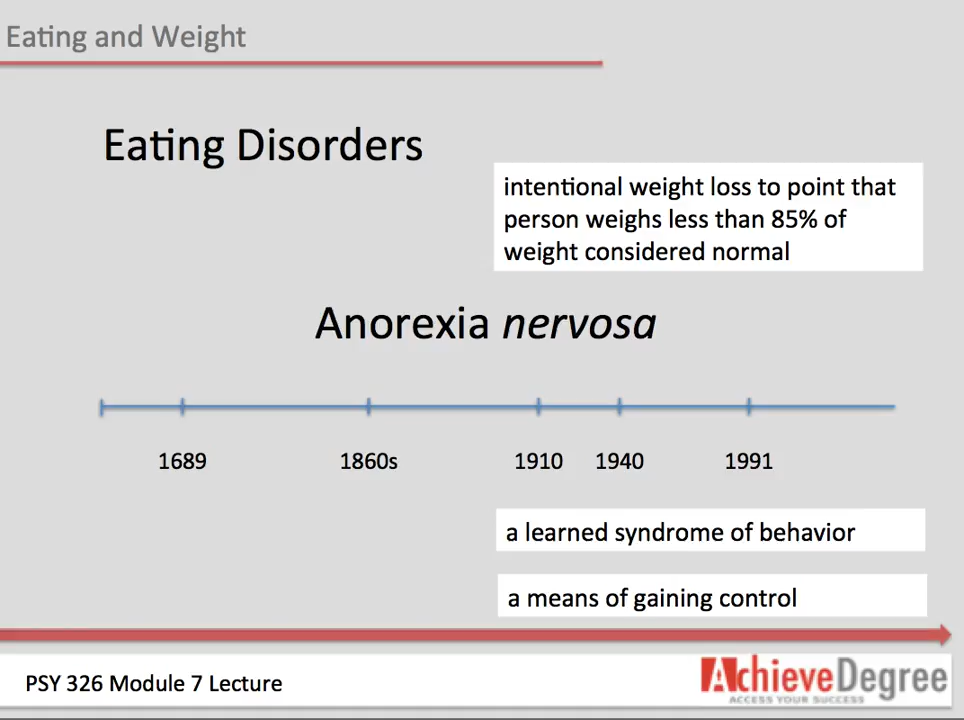 Eating and Weight
Eating Disorders
intentional weight loss to point that
person weighs less than 85% of
weight considered normal
Anorexia nervosa
1689 1860s 1910 1940 1991
a learned syndrome of behavior
a means of gaining control
PSY 326 Module 7 Lecture
AchieveDegree
ACCESS YOUR SUCCESS